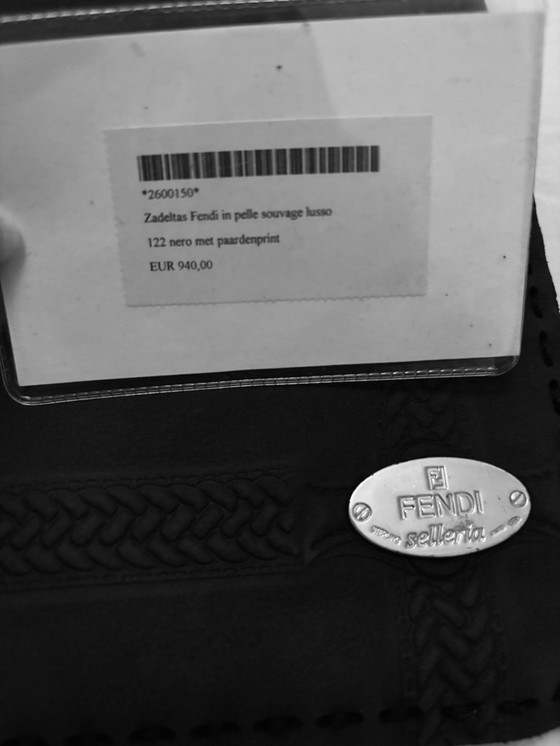 *2600150*
Zadeltas Fendi in pelle souvage lusso
122 nero met paardenprint
EUR 940,00
FENDI
selleria